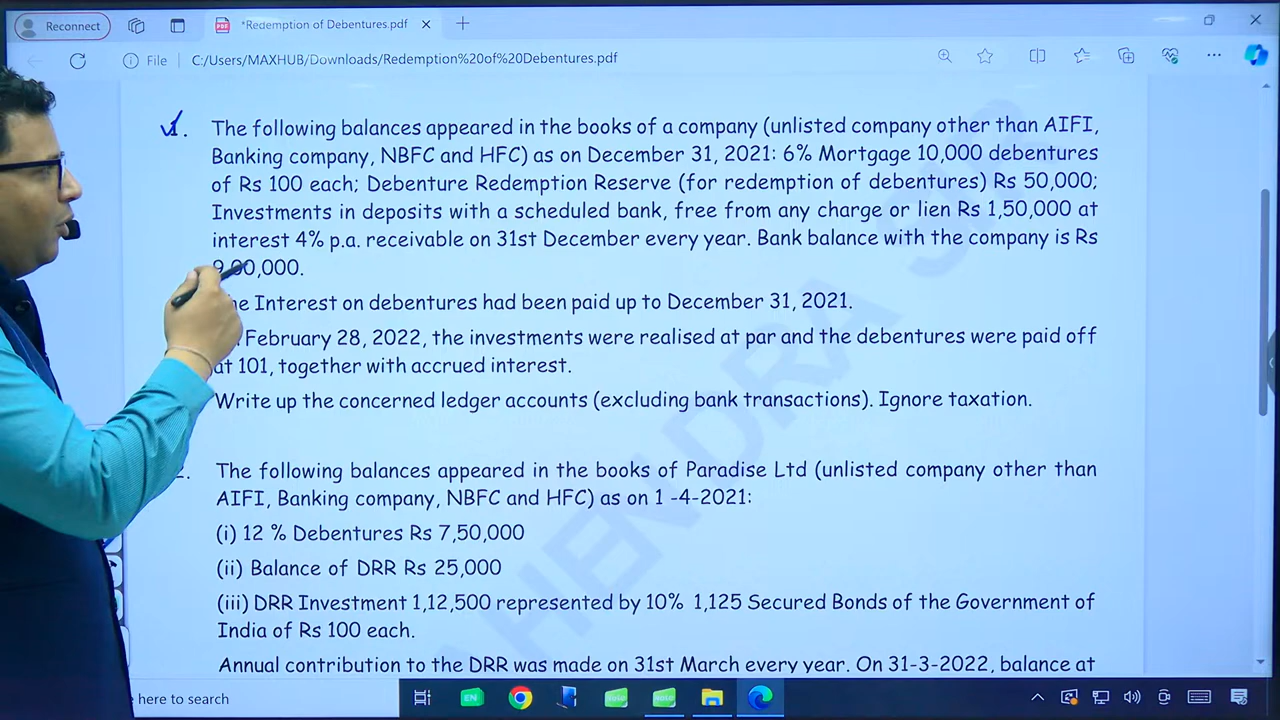 Reconnect
*Redemption of Debentures.pdf
File C:/Users/MAXHUB/Downloads/Redemption%20of%20Debentures.pdf
1. The following balances appeared in the books of a company (unlisted company other than AIFI,
Banking company, NBFC and HFC) as on December 31, 2021: 6% Mortgage 10,000 debentures
of Rs 100 each; Debenture Redemption Reserve (for redemption of debentures) Rs 50,000;
Investments in deposits with a scheduled bank, free from any charge or lien Rs 1,50,000 at
interest 4% p.a. receivable on 31st December every year. Bank balance with the company is Rs
9,00,000.
Interest on debentures had been paid up to December 31, 2021.
February 28, 2022, the investments were realised at par and the debentures were paid off
at 101, together with accrued interest.
Write up the concerned ledger accounts (excluding bank transactions). Ignore taxation.
The following balances appeared in the books of Paradise Ltd (unlisted company other than
AIFI, Banking company, NBFC and HFC) as on 1 -4-2021:
(i) 12 % Debentures Rs 7,50,000
(ii) Balance of DRR Rs 25,000
(iii) DRR Investment 1,12,500 represented by 10% 1,125 Secured Bonds of the Government of
India of Rs 100 each.
Annual contribution to the DRR was made on 31st March every year. On 31-3-2022, balance at
here to search
EN